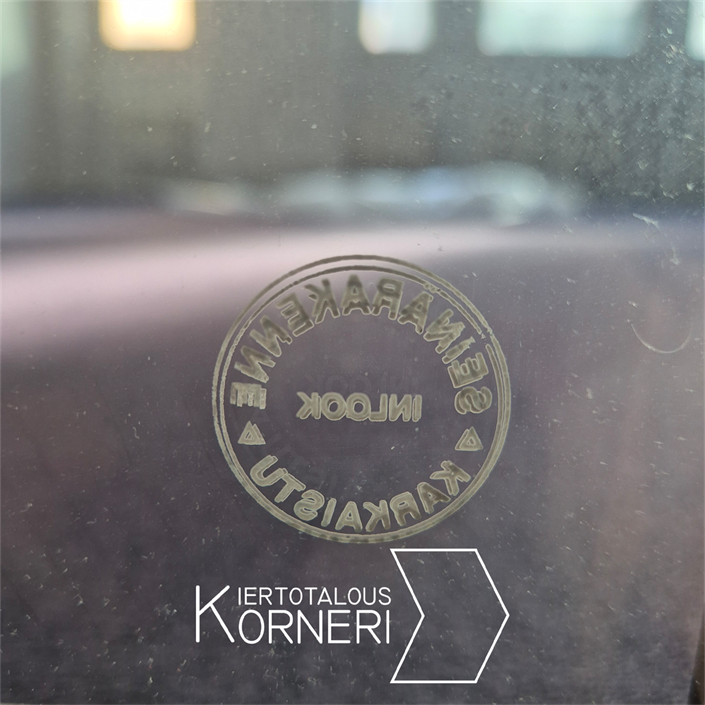 SEINÄRAKENNE
INLOOK
KARKAISTU
KIERTOTALOUS
KORNERI